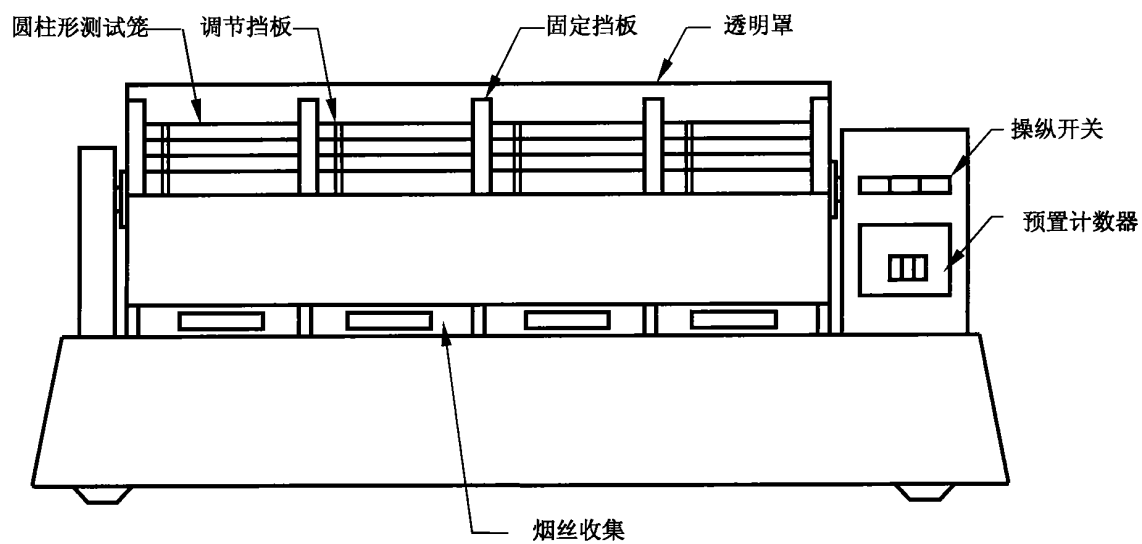 圆柱形测试笼
调节挡板
固定挡板
透明罩
操纵开关
预置计数器
烟丝收集